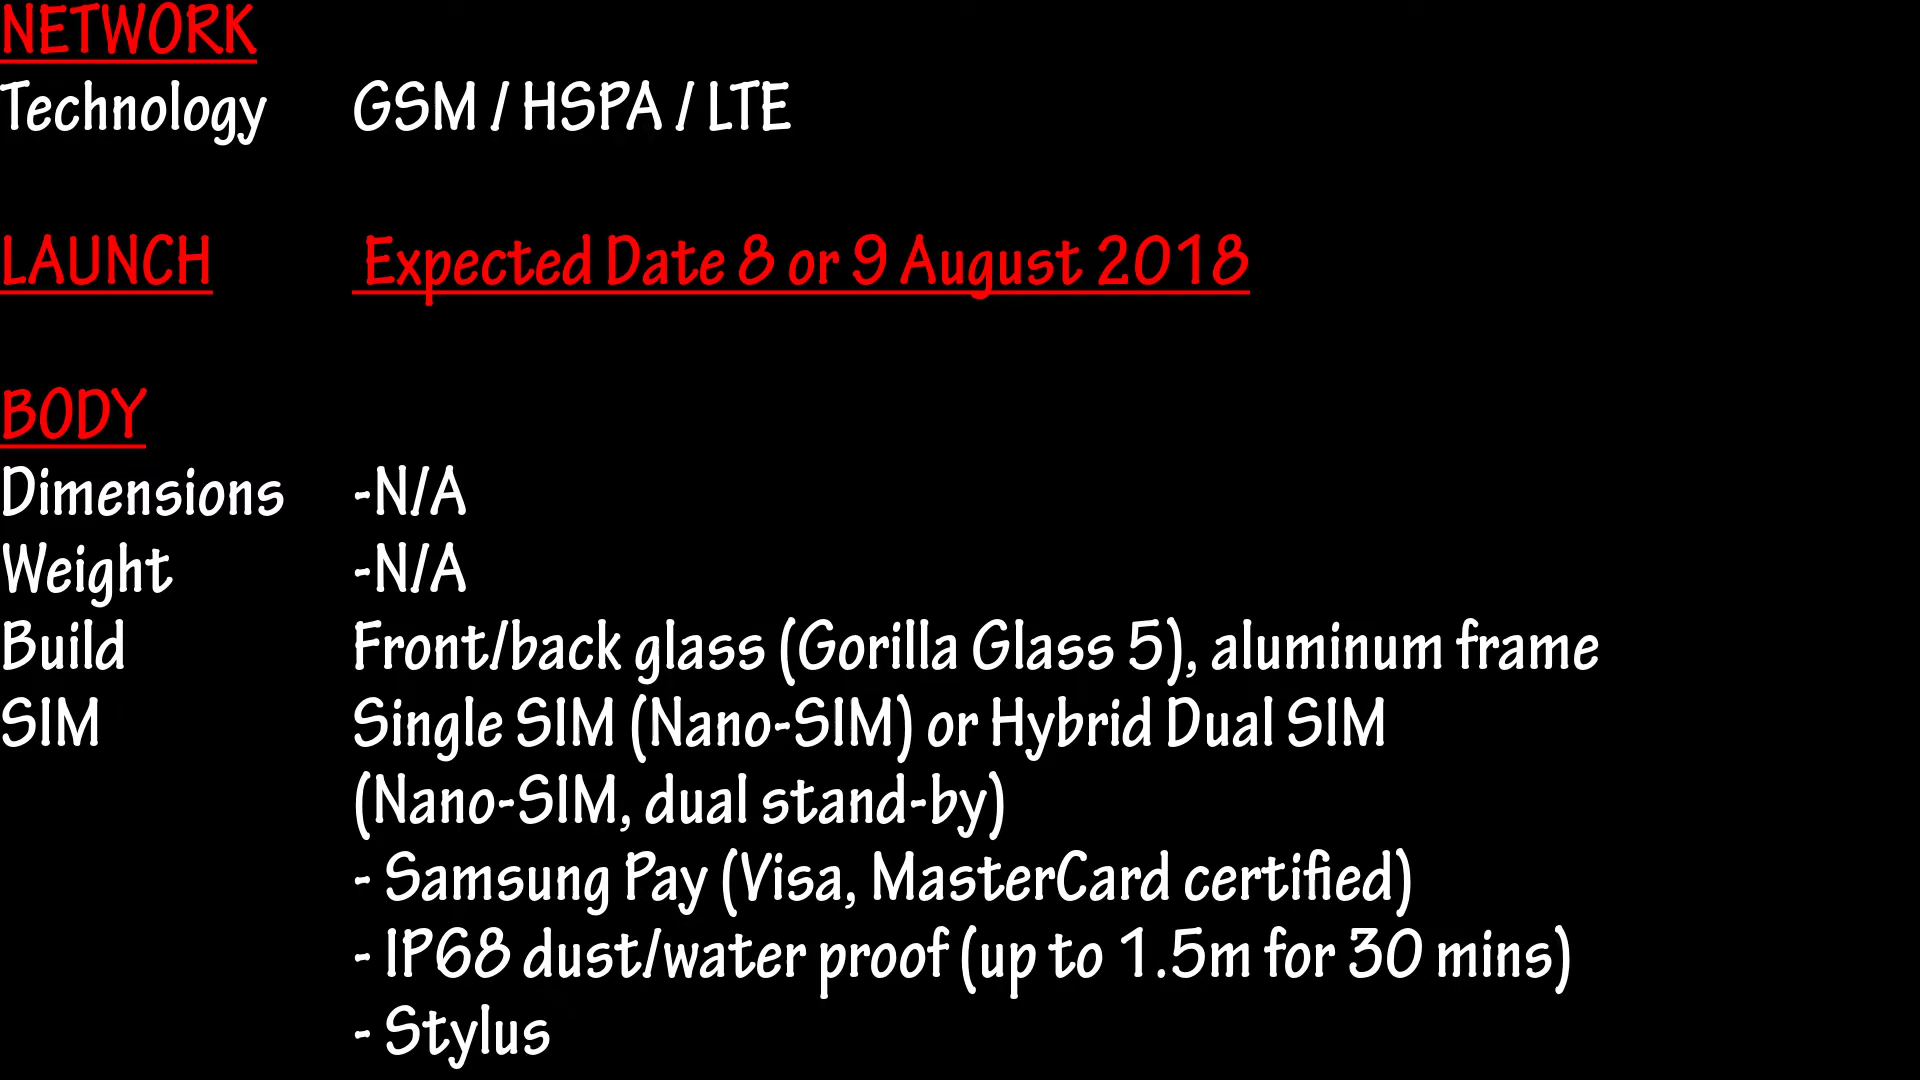 NETWORK
Technology GSM / HSPA / LTE
LAUNCH Expected Date 8 or 9 August 2018
BODY
Dimensions -N/A
Weight -N/A
Build Front/back glass (Gorilla Glass 5), aluminum frame
SIM Single SIM (Nano-SIM) or Hybrid Dual SIM
(Nano-SIM, dual stand-by)
- Samsung Pay (Visa, MasterCard certified)
- IP68 dust/water proof (up to 1.5m for 30 mins)
- Stylus